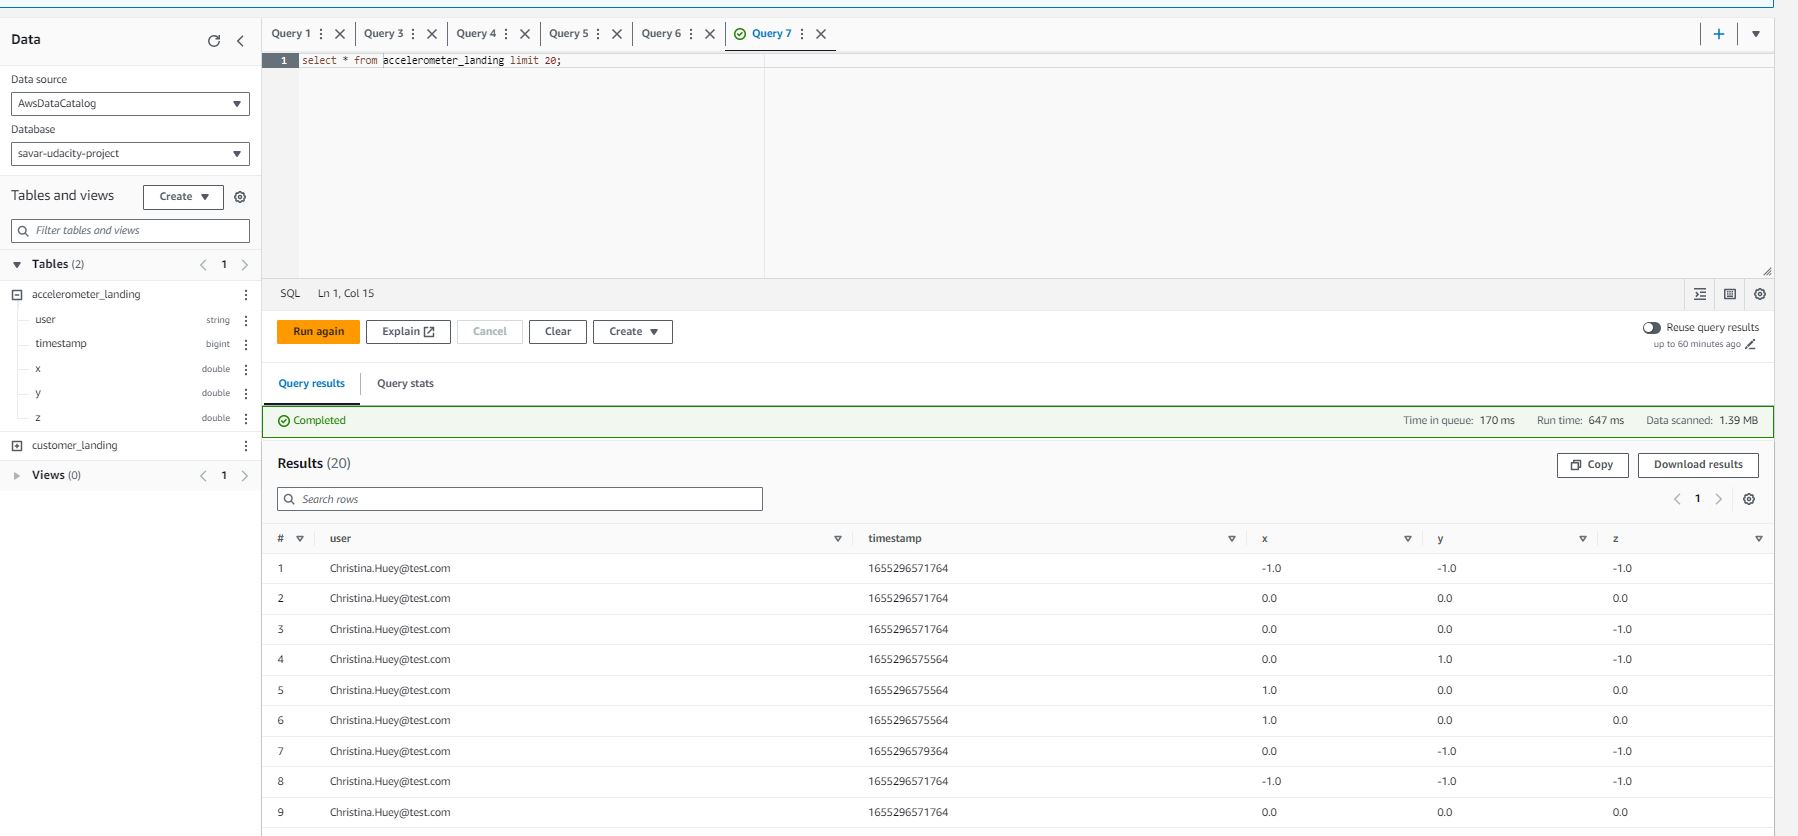 Data
Data source
AwsDataCatalog
Database
savar-udacity-project
Tables and views
Create
Filter tables and views
Tables (2)
1
accelerometer_landing
user string
timestamp bigint
x double
y double
z double
customer_landing
Views (0)
1
Query 1 Query 3 Query 4 Query 5 Query 6 Query 7
1 select * from accelerometer_landing limit 20;
SQL Ln 1, Col 15
Run again Explain Cancel Clear Create
Reuse query results
up to 60 minutes ago
Query results Query stats
Completed Time in queue: 170 ms Run time: 647 ms Data scanned: 1.39 MB
Results (20)
Copy Download results
Search rows
1
# user timestamp x y z
1 Christina.Huey@test.com 1655296571764 -1.0 -1.0 -1.0
2 Christina.Huey@test.com 1655296571764 0.0 0.0 0.0
3 Christina.Huey@test.com 1655296571764 0.0 0.0 -1.0
4 Christina.Huey@test.com 1655296575564 0.0 1.0 -1.0
5 Christina.Huey@test.com 1655296575564 1.0 0.0 0.0
6 Christina.Huey@test.com 1655296575564 1.0 0.0 0.0
7 Christina.Huey@test.com 1655296579364 0.0 -1.0 -1.0
8 Christina.Huey@test.com 1655296571764 -1.0 -1.0 -1.0
9 Christina.Huey@test.com 1655296571764 0.0 0.0 0.0